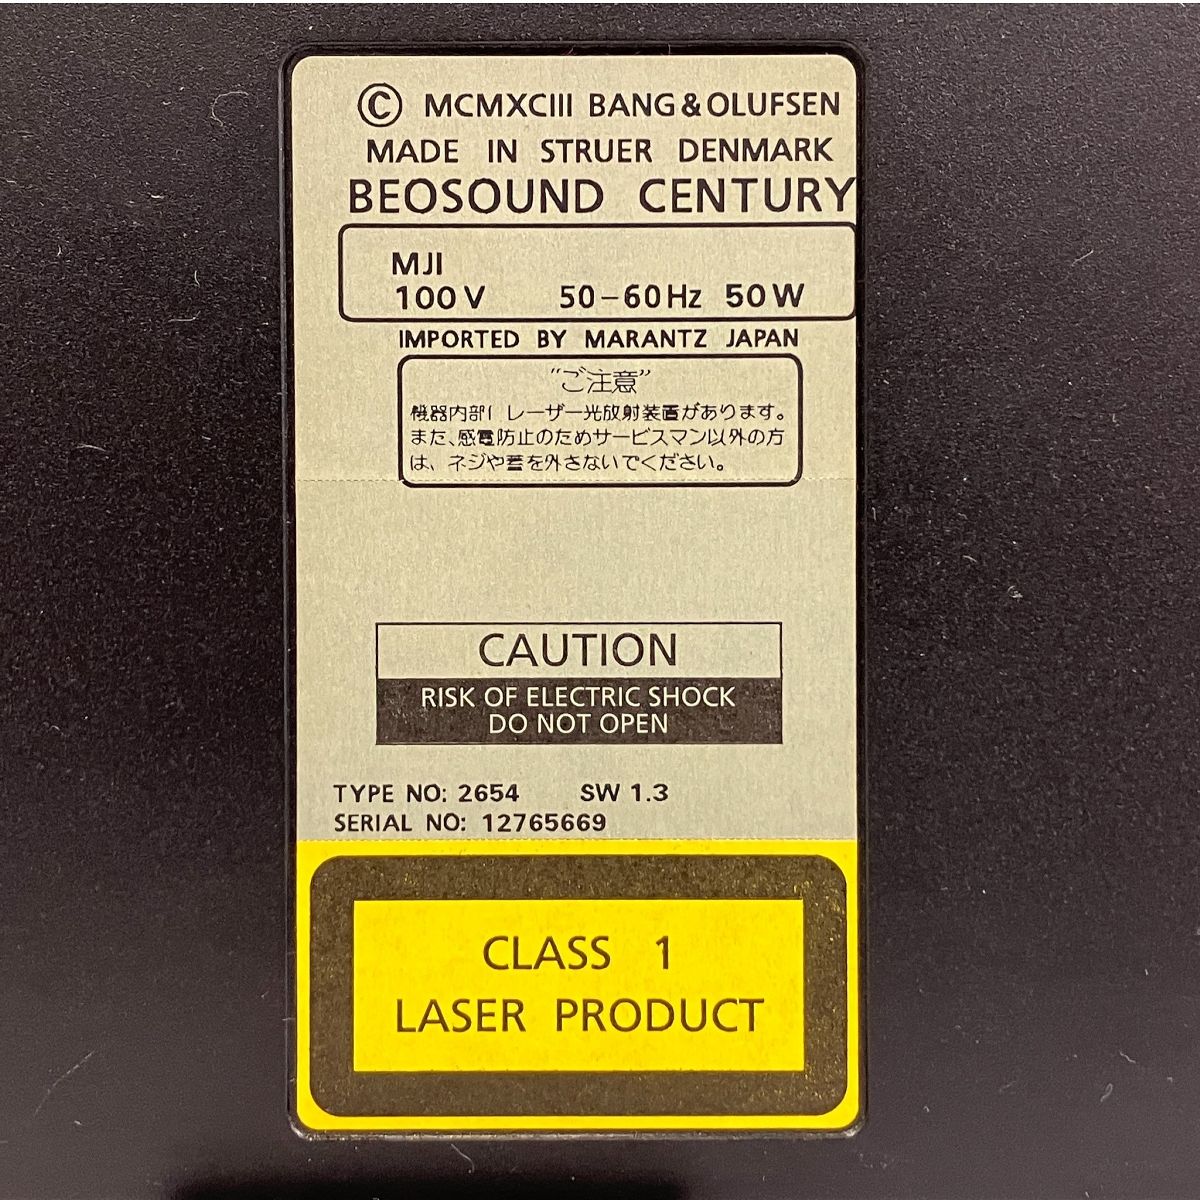 © MCMXCIII BANG & OLUFSEN
MADE IN STRUER DENMARK
BEOSOUND CENTURY
MJI
100 V 50-60 Hz 50 W
IMPORTED BY MARANTZ JAPAN
"ご注意"
機器内部に レーザー光放射装置があります。
また、感電防止のためサービスマン以外の方
は、ネジや蓋を外さないでください。
CAUTION
RISK OF ELECTRIC SHOCK
DO NOT OPEN
TYPE NO: 2654 SW 1.3
SERIAL NO: 12765669
CLASS 1
LASER PRODUCT